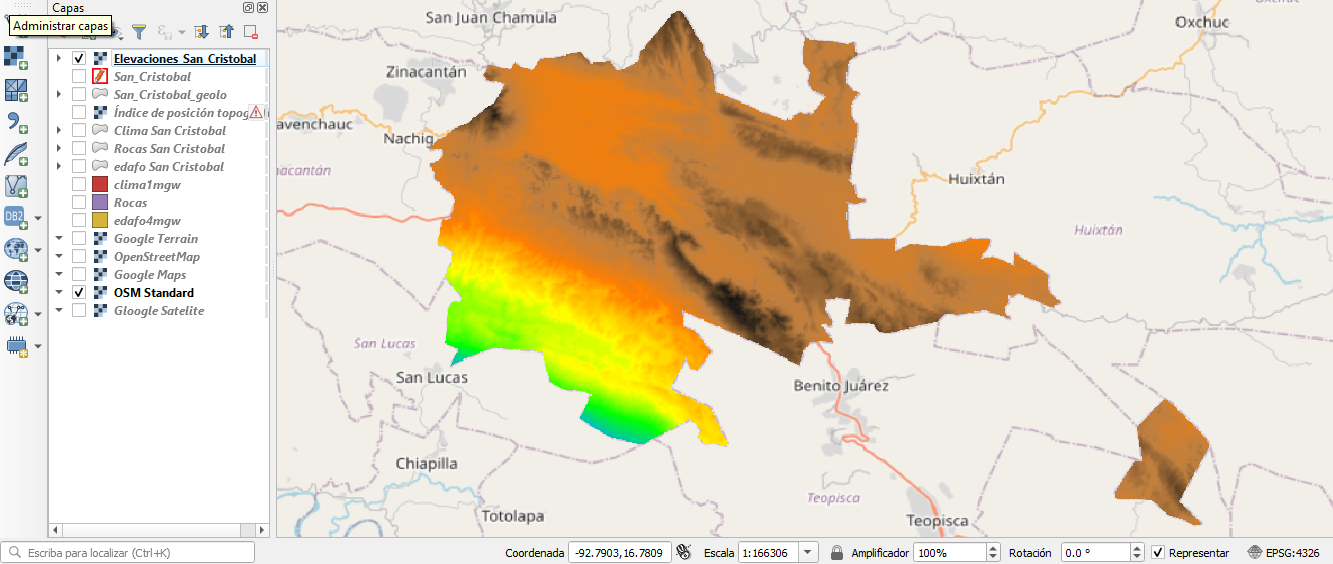 Capas
Administrar capas
Elevaciones San Cristobal
San_Cristobal
San_Cristobal_geolo
Índice de posición topog
Clima San Cristobal
Rocas San Cristobal
edafo San Cristobal
clima1mgw
Rocas
edafo4mgw
Google Terrain
OpenStreetMap
Google Maps
OSM Standard
Gloogle Satelite
DB2
San Juan Chamula
Oxchuc
Oxchuc
Zinacantán
avenchauc
Nachig
nacantán
Huixtán
Huixtán
San Lucas
San Lucas
Benito Juárez
Chiapilla
Teopisca
Totolapa
Teopisca
Escriba para localizar (Ctrl+K)
Coordenada -92.7903,16.7809 Escala 1:166306 Amplificador 100% Rotación 0.0 ° Representar EPSG:4326